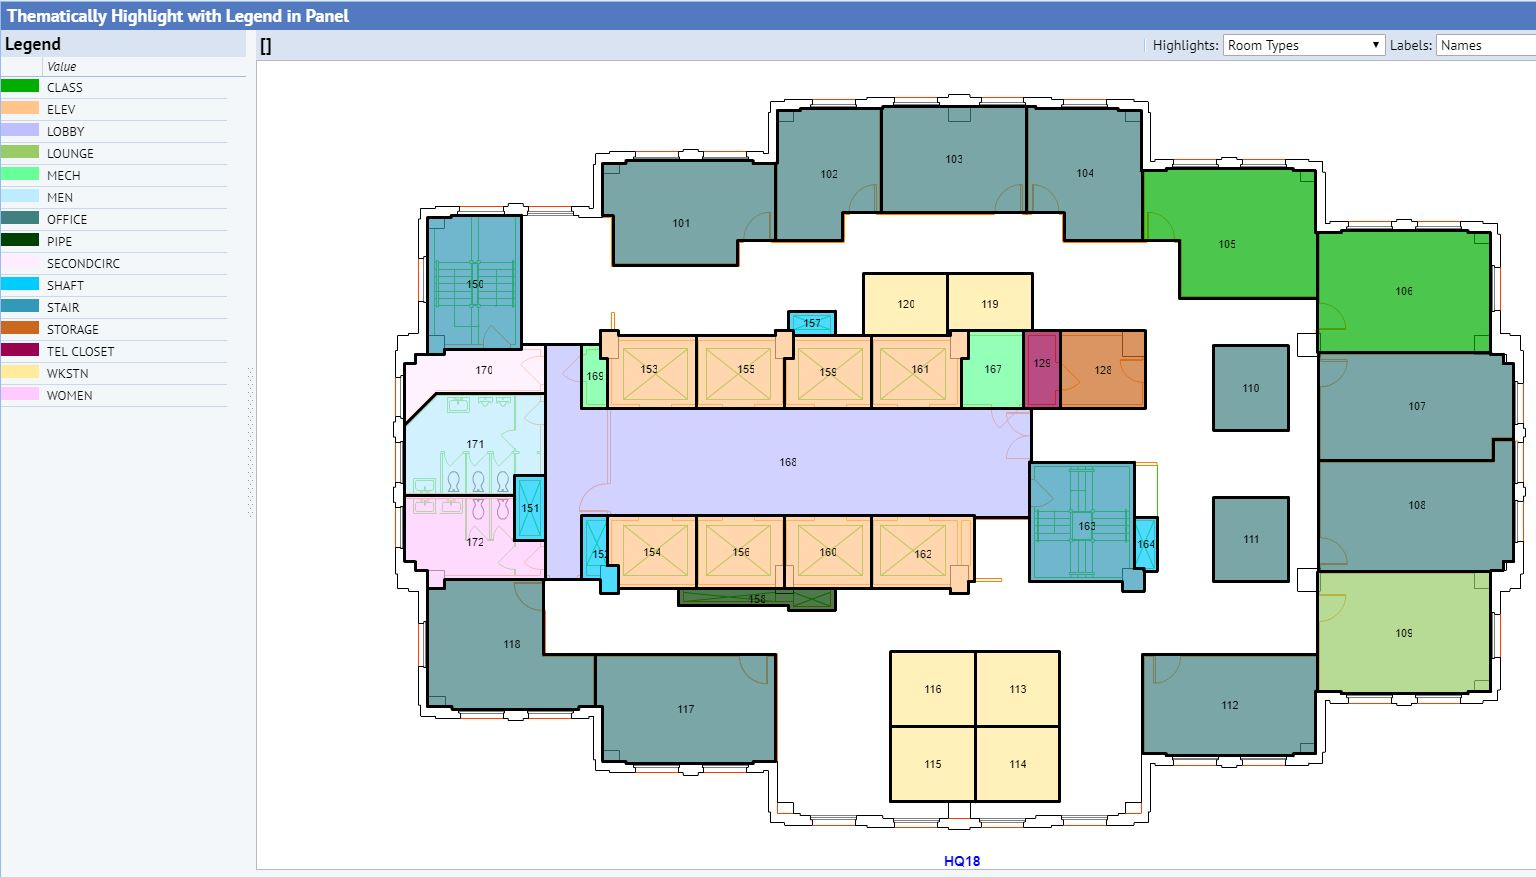 Thematically Highlight with Legend in Panel
Legend
[]
Highlights: Room Types Labels: Names
Value
CLASS
ELEV
LOBBY
LOUNGE
MECH
MEN
OFFICE
PIPE
SECONDCIRC
SHAFT
STAIR
STORAGE
TEL CLOSET
WKSTN
WOMEN
103
102
104
101
105
150
106
120
119
157
170
169
153
155
159
161
167
129
128
110
107
171
168
151
108
172
152
154
156
160
162
163
164
111
158
118
109
116
113
117
112
115
114
HQ18